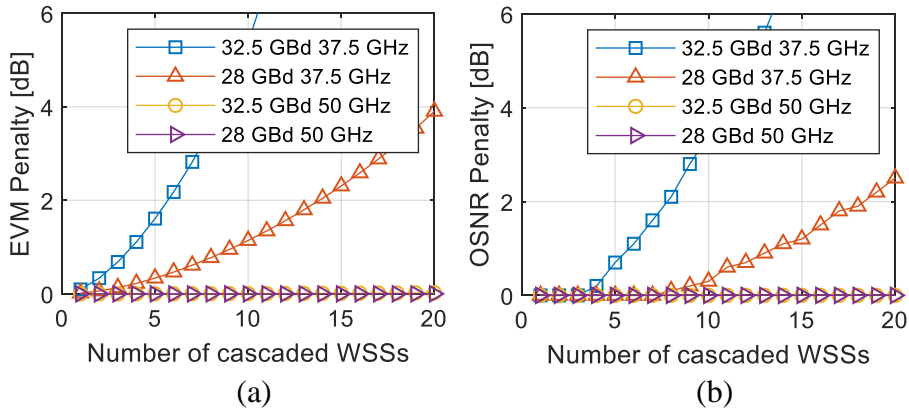 6
4
2
0
EVM Penalty [dB]
32.5 GBd 37.5 GHz
28 GBd 37.5 GHz
32.5 GBd 50 GHz
28 GBd 50 GHz
0 5 10 15 20
Number of cascaded WSSs
(a)
6
4
2
0
OSNR Penalty [dB]
32.5 GBd 37.5 GHz
28 GBd 37.5 GHz
32.5 GBd 50 GHz
28 GBd 50 GHz
0 5 10 15 20
Number of cascaded WSSs
(b)